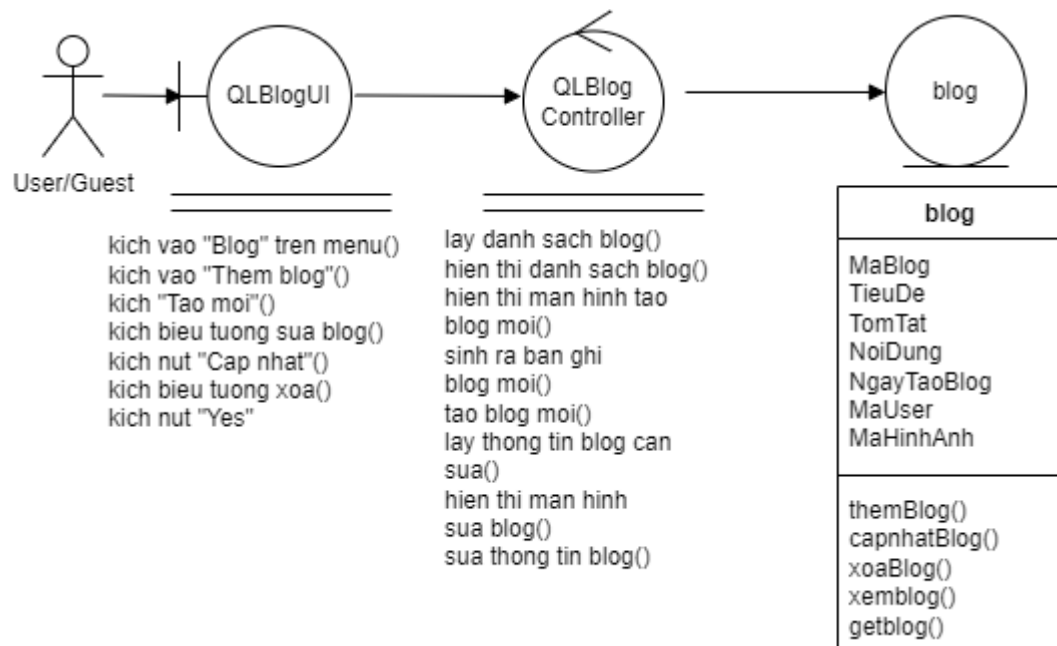 User/Guest
QLBlogUI
QLBlog
Controller
blog
kich vao "Blog" tren menu()
kich vao "Them blog"()
kich "Tao moi"()
kich bieu tuong sua blog()
kich nut "Cap nhat"()
kich bieu tuong xoa()
kich nut "Yes"
lay danh sach blog()
hien thi danh sach blog()
hien thi man hinh tao
blog moi()
sinh ra ban ghi
blog moi()
tao blog moi()
lay thong tin blog can
sua()
hien thi man hinh
sua blog()
sua thong tin blog()
blog
MaBlog
TieuDe
TomTat
NoiDung
NgayTaoBlog
MaUser
MaHinhAnh
themBlog()
capnhatBlog()
xoaBlog()
xemblog()
getblog()